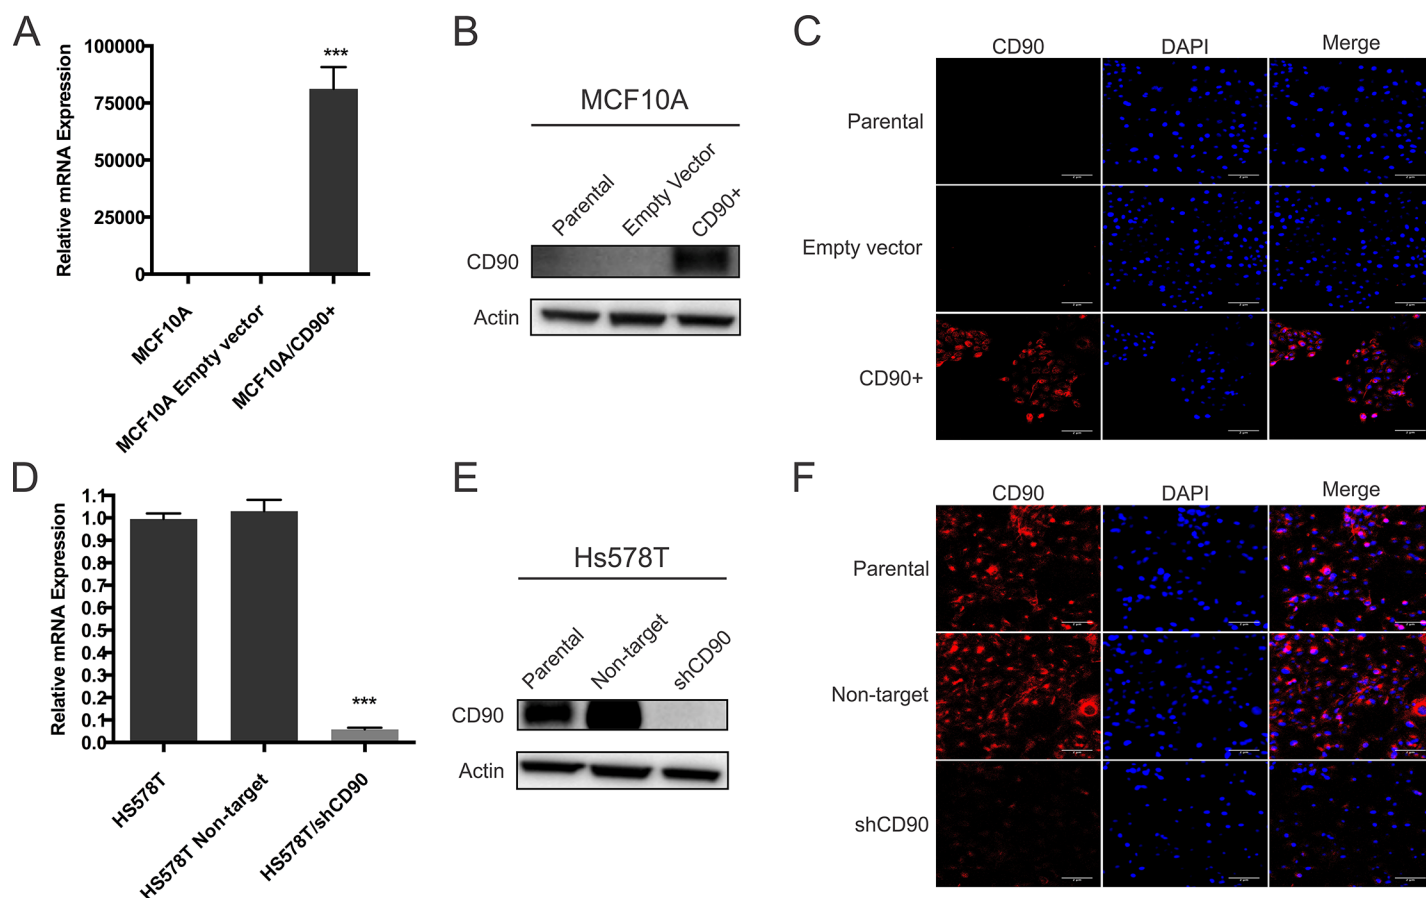 A
Relative mRNA Expression
100000
75000
50000
25000
0
***
MCF10A
MCF10A Empty vector
MCF10A/CD90+
B
MCF10A
Parental
Empty Vector
CD90+
CD90
Actin
C
CD90 DAPI Merge
Parental
Empty vector
CD90+
D
Relative mRNA Expression
1.1
1.0
0.9
0.8
0.7
0.6
0.5
0.4
0.3
0.2
0.1
0.0
***
HS578T
HS578T Non-target
HS578T/shCD90
E
Hs578T
Parental
Non-target
shCD90
CD90
Actin
F
CD90 DAPI Merge
Parental
Non-target
shCD90